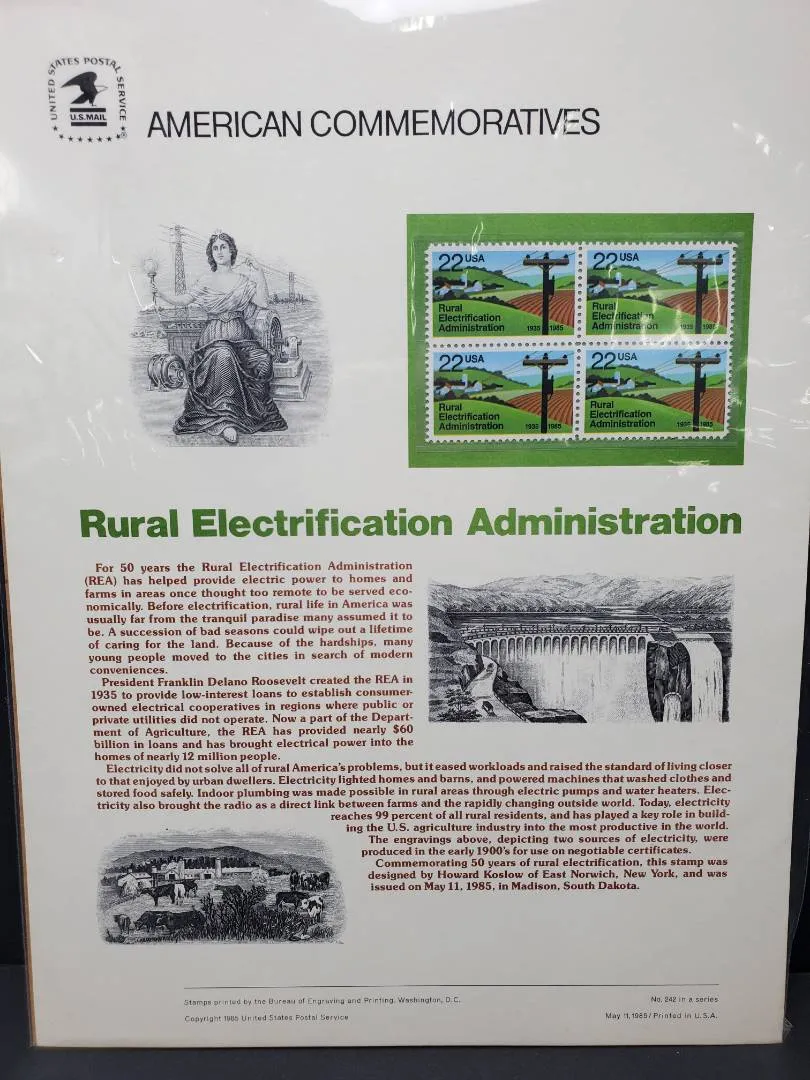 UNITED STATES POSTAL SERVICE
U.S.MAIL
AMERICAN COMMEMORATIVES
22 USA
Rural
Electrification
Administration
1935 1985
22 USA
Rural
Electrification
Administration
1935 1985
22 USA
Rural
Electrification
Administration
1935 1985
22 USA
Rural
Electrification
Administration
1935 1985
Rural Electrification Administration
For 50 years the Rural Electrification Administration
(REA) has helped provide electric power to homes and
farms in areas once thought too remote to be served eco-
nomically. Before electrification, rural life in America was
usually far from the tranquil paradise many assumed it to
be. A succession of bad seasons could wipe out a lifetime
of caring for the land. Because of the hardships, many
young people moved to the cities in search of modern
conveniences.
President Franklin Delano Roosevelt created the REA in
1935 to provide low-interest loans to establish consumer-
owned electrical cooperatives in regions where public or
private utilities did not operate. Now a part of the Depart-
ment of Agriculture, the REA has provided nearly $60
billion in loans and has brought electrical power into the
homes of nearly 12 million people.
Electricity did not solve all of rural America's problems, but it eased workloads and raised the standard of living closer
to that enjoyed by urban dwellers. Electricity lighted homes and barns, and powered machines that washed clothes and
stored food safely. Indoor plumbing was made possible in rural areas through electric pumps and water heaters. Elec-
tricity also brought the radio as a direct link between farms and the rapidly changing outside world. Today, electricity
reaches 99 percent of all rural residents, and has played a key role in build-
ing the U.S. agriculture industry into the most productive in the world.
The engravings above, depicting two sources of electricity, were
produced in the early 1900's for use on negotiable certificates.
Commemorating 50 years of rural electrification, this stamp was
designed by Howard Koslow of East Norwich, New York, and was
issued on May 11, 1985, in Madison, South Dakota.
Stamps printed by the Bureau of Engraving and Printing, Washington, D.C.
No. 242 in a series
Copyright 1985 United States Postal Service
May 11, 1985/Printed in U.S.A.